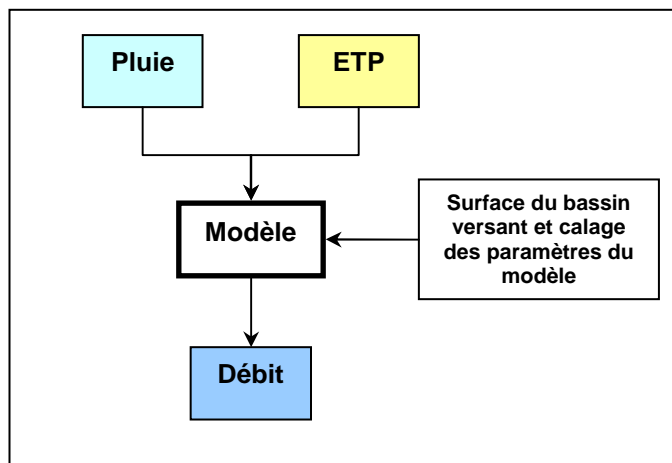 Pluie
ETP
Modèle
Surface du bassin
versant et calage
des paramètres du
modèle
Débit